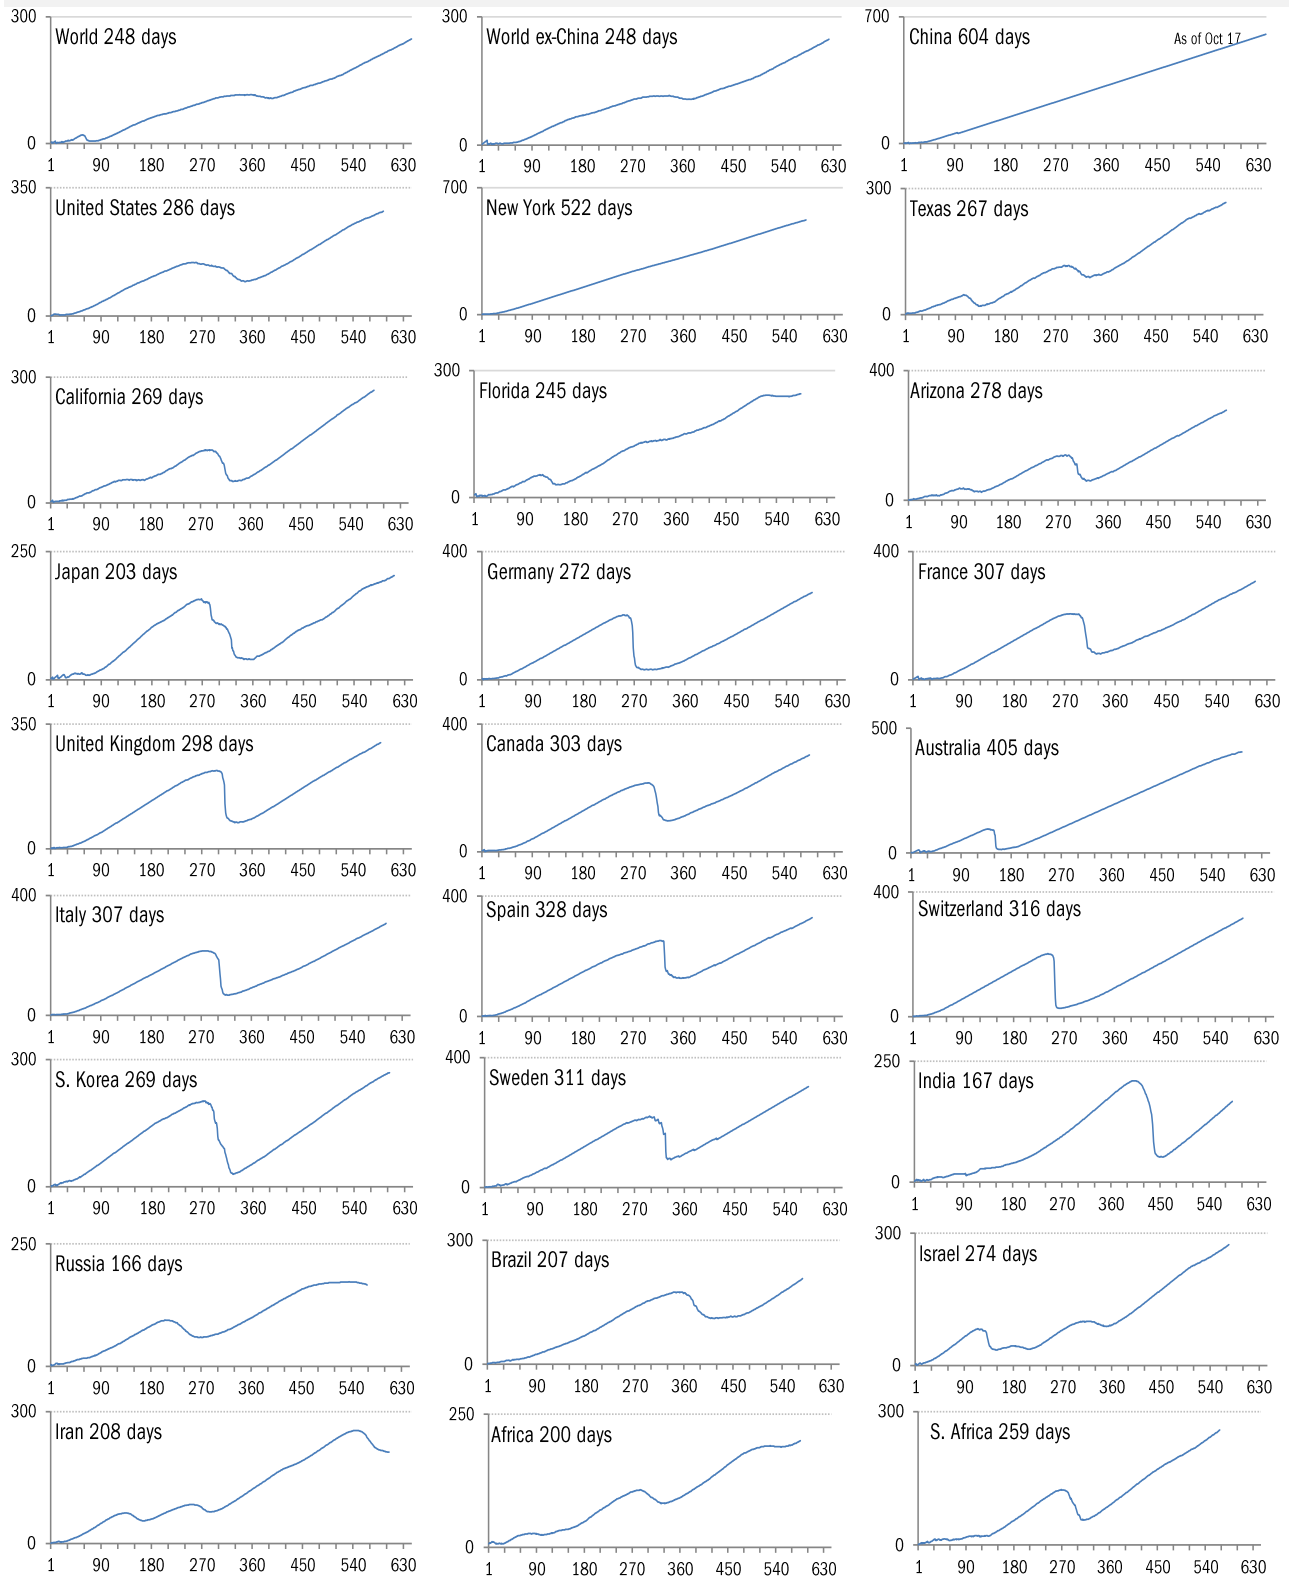 300
World 248 days
0
1 90 180 270 360 450 540 630
300
World ex-China 248 days
0
1 90 180 270 360 450 540 630
700
China 604 days
As of Oct 17
0
1 90 180 270 360 450 540 630
350
United States 286 days
0
1 90 180 270 360 450 540 630
700
New York 522 days
0
1 90 180 270 360 450 540 630
300
Texas 267 days
0
1 90 180 270 360 450 540 630
300
California 269 days
0
1 90 180 270 360 450 540 630
300
Florida 245 days
0
1 90 180 270 360 450 540 630
400
Arizona 278 days
0
1 90 180 270 360 450 540 630
250
Japan 203 days
0
1 90 180 270 360 450 540 630
400
Germany 272 days
0
1 90 180 270 360 450 540 630
400
France 307 days
0
1 90 180 270 360 450 540 630
350
United Kingdom 298 days
0
1 90 180 270 360 450 540 630
400
Canada 303 days
0
1 90 180 270 360 450 540 630
500
Australia 405 days
0
1 90 180 270 360 450 540 630
400
Italy 307 days
0
1 90 180 270 360 450 540 630
400
Spain 328 days
0
1 90 180 270 360 450 540 630
400
Switzerland 316 days
0
1 90 180 270 360 450 540 630
300
S. Korea 269 days
0
1 90 180 270 360 450 540 630
400
Sweden 311 days
0
1 90 180 270 360 450 540 630
250
India 167 days
0
1 90 180 270 360 450 540 630
250
Russia 166 days
0
1 90 180 270 360 450 540 630
300
Brazil 207 days
0
1 90 180 270 360 450 540 630
300
Israel 274 days
0
1 90 180 270 360 450 540 630
300
Iran 208 days
0
1 90 180 270 360 450 540 630
250
Africa 200 days
0
1 90 180 270 360 450 540 630
300
S. Africa 259 days
0
1 90 180 270 360 450 540 630